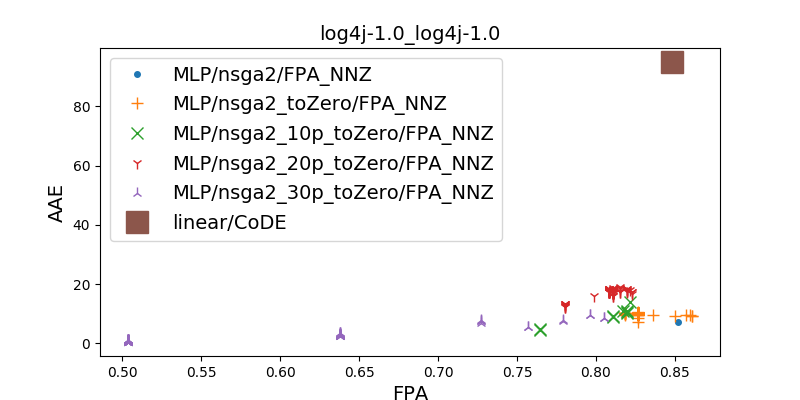 log4j-1.0_log4j-1.0
MLP/nsga2/FPA_NNZ
MLP/nsga2_toZero/FPA_NNZ
MLP/nsga2_10p_toZero/FPA_NNZ
MLP/nsga2_20p_toZero/FPA_NNZ
MLP/nsga2_30p_toZero/FPA_NNZ
linear/CoDE
AAE
80
60
40
20
0
0.50 0.55 0.60 0.65 0.70 0.75 0.80 0.85
FPA